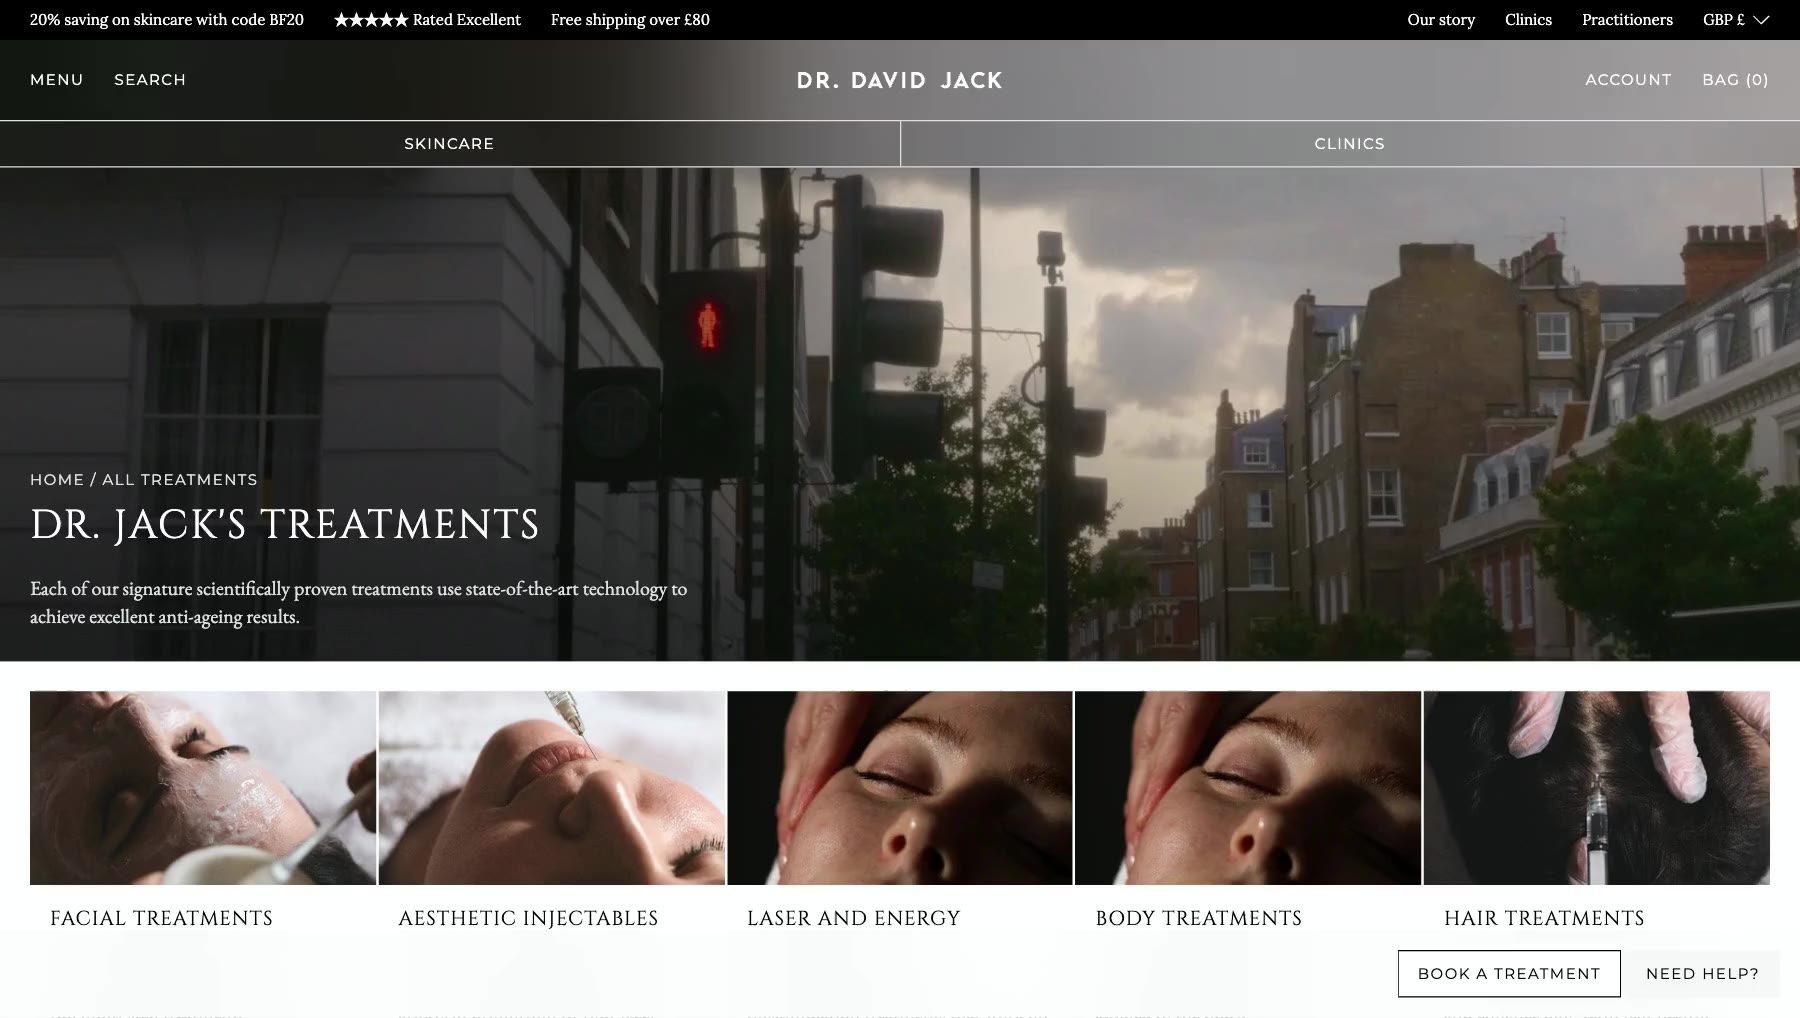 20% saving on skincare with code BF20 ★★★★★ Rated Excellent Free shipping over £80 Our story Clinics Practitioners GBP £
MENU SEARCH DR. DAVID JACK ACCOUNT BAG (0)
SKINCARE CLINICS
HOME / ALL TREATMENTS
DR. JACK'S TREATMENTS
Each of our signature scientifically proven treatments use state-of-the-art technology to
achieve excellent anti-ageing results.
FACIAL TREATMENTS AESTHETIC INJECTABLES LASER AND ENERGY BODY TREATMENTS HAIR TREATMENTS
BOOK A TREATMENT NEED HELP?